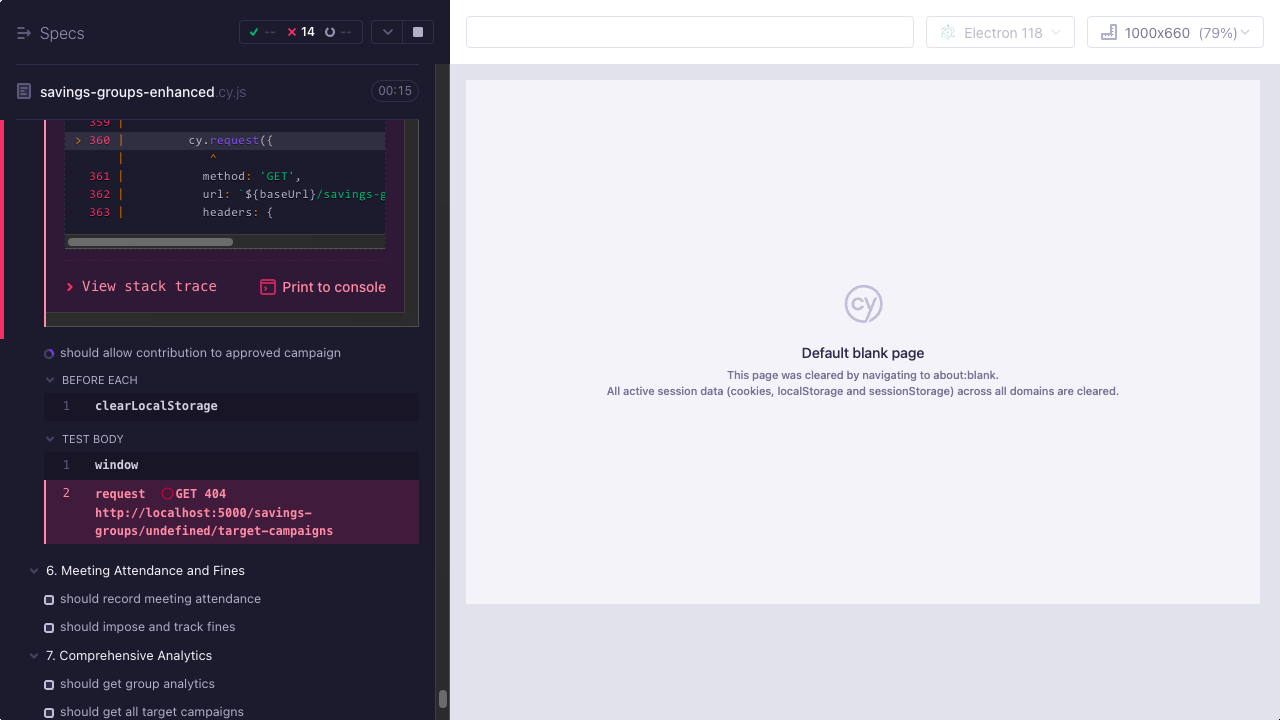 Specs
-- 14 --
Electron 118
1000x660 (79%)
savings-groups-enhanced.cy.js
00:15
359 |
> 360 | cy.request({
| ^
361 | method: 'GET',
362 | url: `${baseUrl}/savings-g
363 | headers: {
View stack trace
Print to console
should allow contribution to approved campaign
BEFORE EACH
1 clearLocalStorage
TEST BODY
1 window
2 request GET 404
http://localhost:5000/savings-
groups/undefined/target-campaigns
6. Meeting Attendance and Fines
should record meeting attendance
should impose and track fines
7. Comprehensive Analytics
should get group analytics
should get all target campaigns
cy
Default blank page
This page was cleared by navigating to about:blank.
All active session data (cookies, localStorage and sessionStorage) across all domains are cleared.